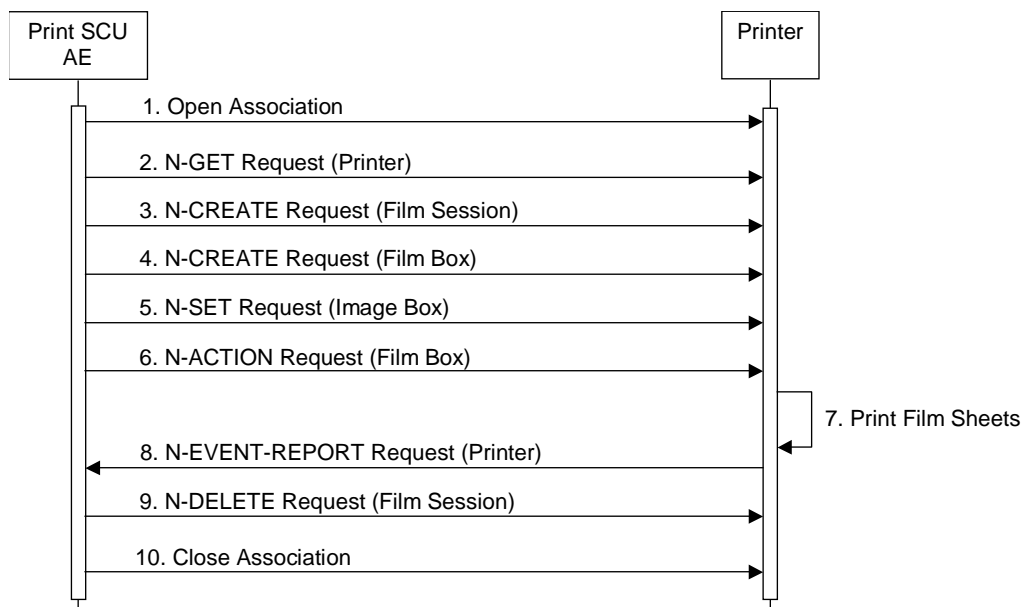 Print SCU
AE
Printer
1. Open Association
2. N-GET Request (Printer)
3. N-CREATE Request (Film Session)
4. N-CREATE Request (Film Box)
5. N-SET Request (Image Box)
6. N-ACTION Request (Film Box)
7. Print Film Sheets
8. N-EVENT-REPORT Request (Printer)
9. N-DELETE Request (Film Session)
10. Close Association